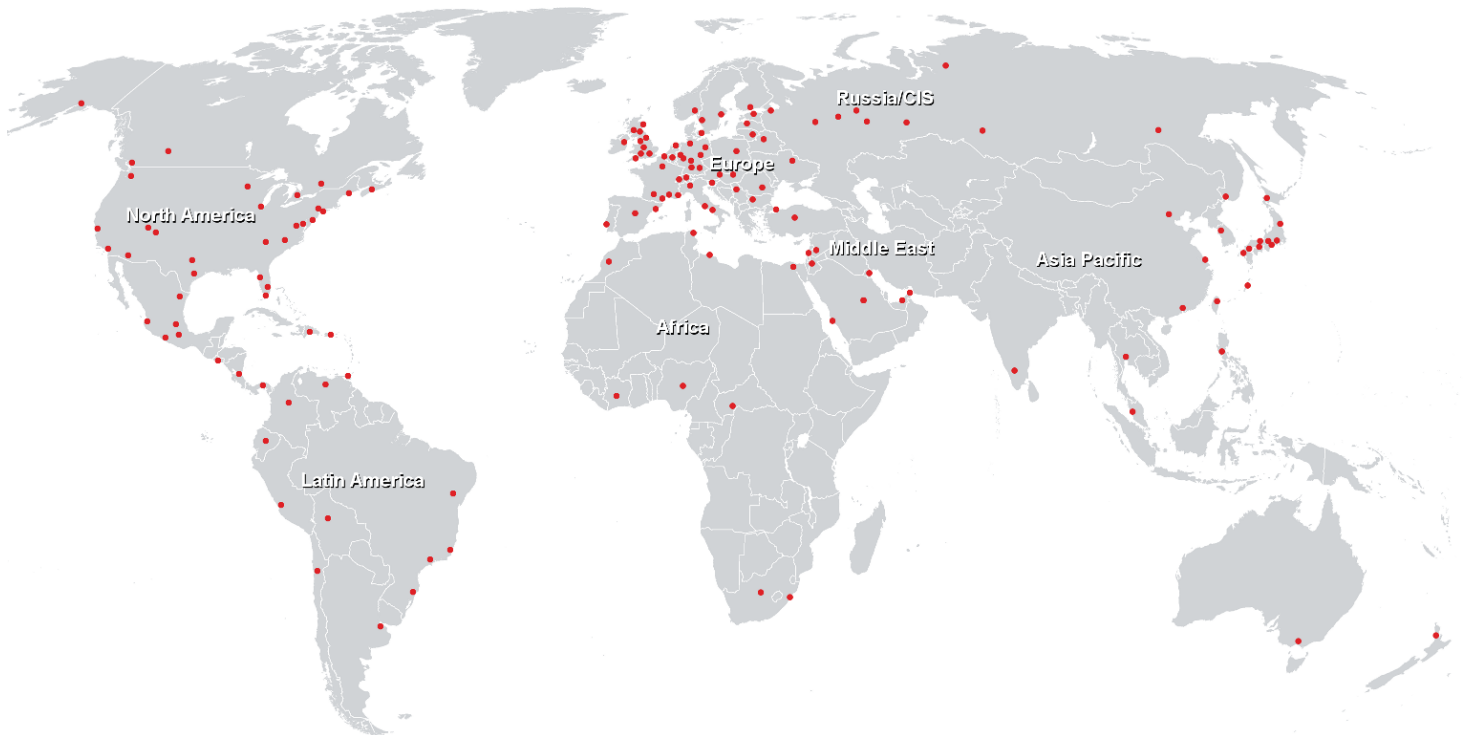 Russia/CIS
Europe
North America
Middle East
Asia Pacific
Africa
Latin America